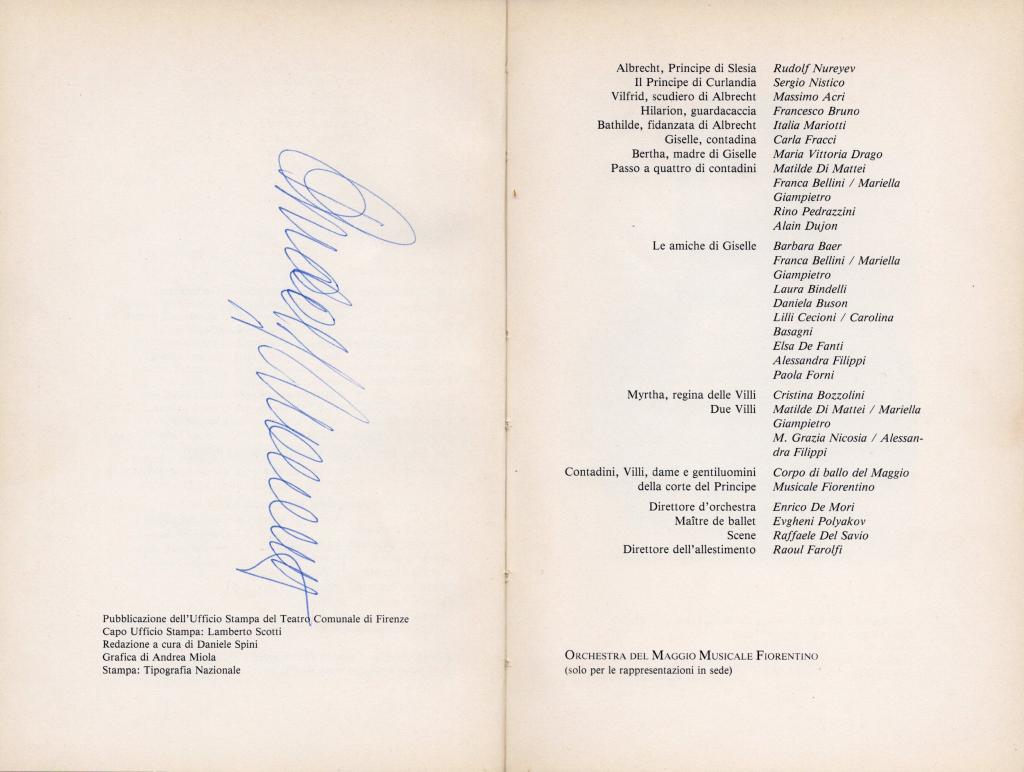 Pubblicazione dell'Ufficio Stampa del Teatro Comunale di Firenze
Capo Ufficio Stampa: Lamberto Scotti
Redazione a cura di Daniele Spini
Grafica di Andrea Miola
Stampa: Tipografia Nazionale
Albrecht, Principe di Slesia Rudolf Nureyev
Il Principe di Curlandia Sergio Nistico
Vilfrid, scudiero di Albrecht Massimo Acri
Hilarion, guardacaccia Francesco Bruno
Bathilde, fidanzata di Albrecht Italia Mariotti
Giselle, contadina Carla Fracci
Bertha, madre di Giselle Maria Vittoria Drago
Passo a quattro di contadini Matilde Di Mattei
Franca Bellini / Mariella
Giampietro
Rino Pedrazzini
Alain Dujon
Le amiche di Giselle Barbara Baer
Franca Bellini / Mariella
Giampietro
Laura Bindelli
Daniela Buson
Lilli Cecioni / Carolina
Basagni
Elsa De Fanti
Alessandra Filippi
Paola Forni
Myrtha, regina delle Villi Cristina Bozzolini
Due Villi Matilde Di Mattei / Mariella
Giampietro
M. Grazia Nicosia / Alessan-
dra Filippi
Contadini, Villi, dame e gentiluomini Corpo di ballo del Maggio
della corte del Principe Musicale Fiorentino
Direttore d'orchestra Enrico De Mori
Maître de ballet Evgheni Polyakov
Scene Raffaele Del Savio
Direttore dell'allestimento Raoul Farolfi
ORCHESTRA DEL MAGGIO MUSICALE FIORENTINO
(solo per le rappresentazioni in sede)